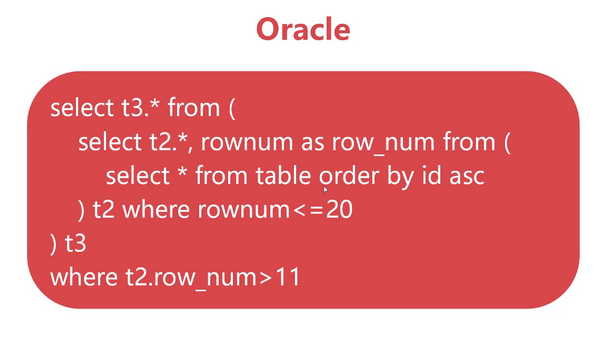 Oracle
select t3.* from (
select t2.*, rownum as row_num from (
select * from table order by id asc
) t2 where rownum<=20
) t3
where t2.row_num>11